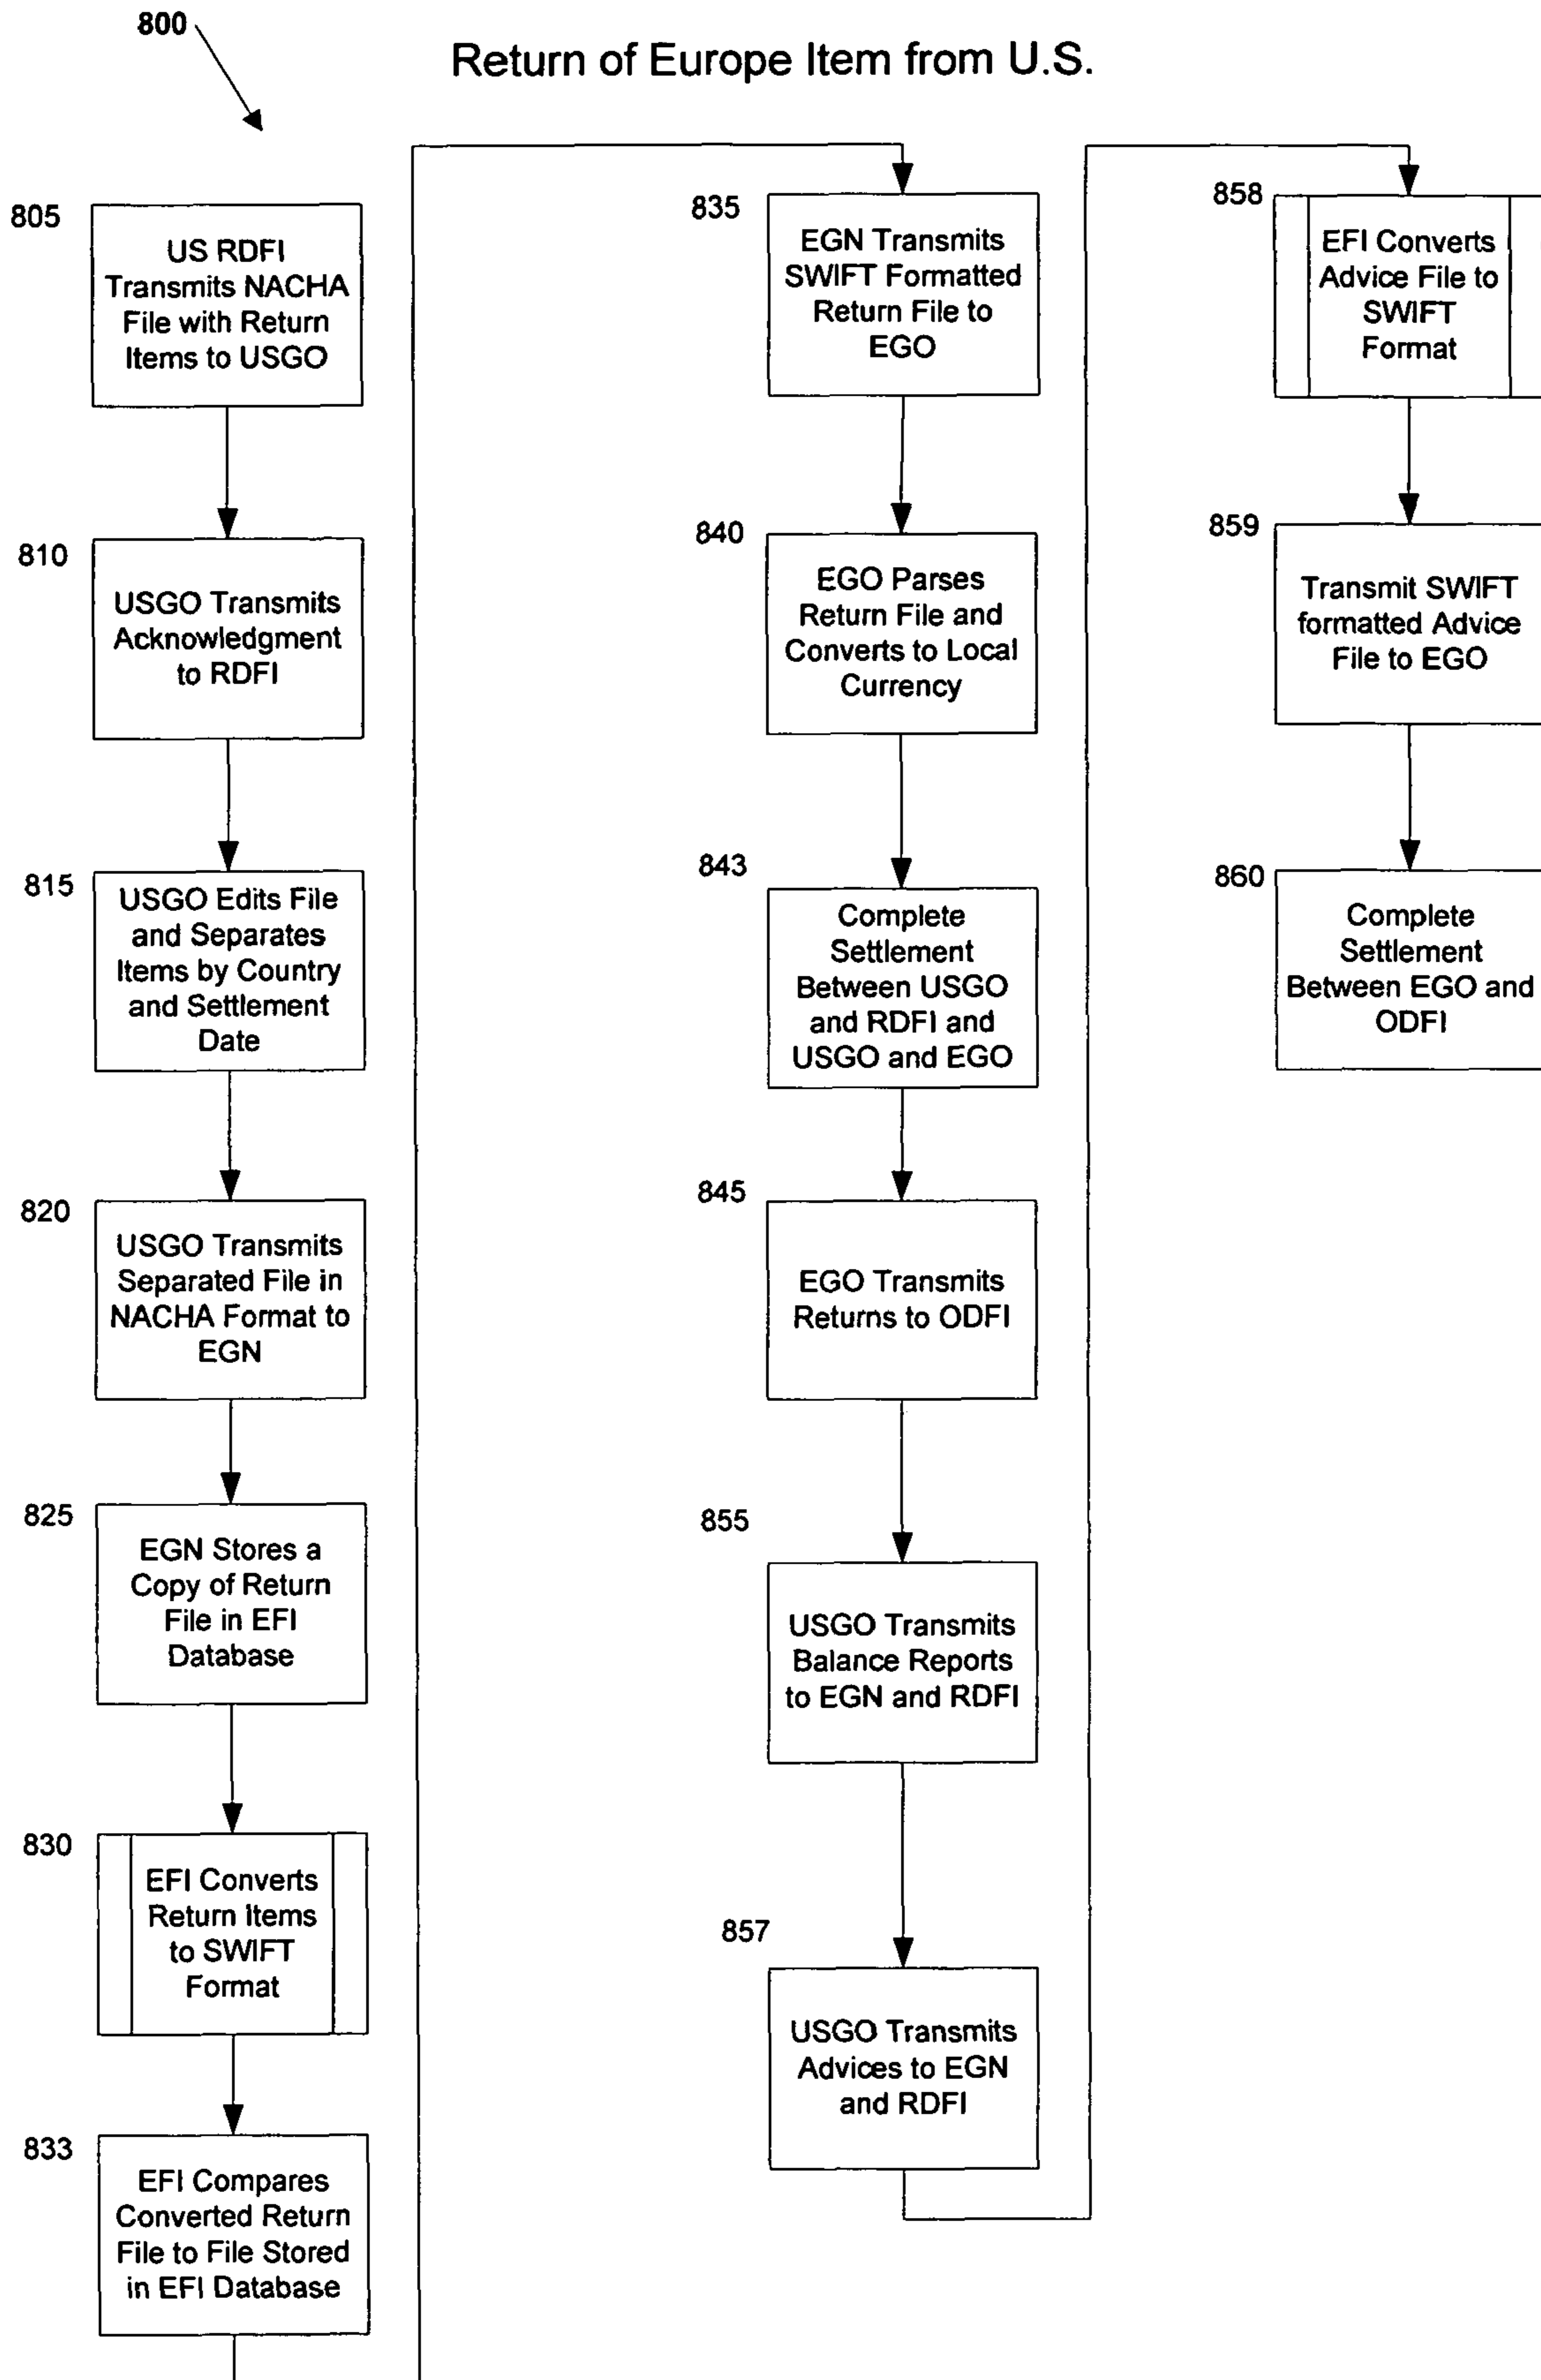 800
Return of Europe Item from U.S.
805
US RDFI
Transmits NACHA
File with Return
Items to USGO
810
USGO Transmits
Acknowledgment
to RDFI
815
USGO Edits File
and Separates
Items by Country
and Settlement
Date
820
USGO Transmits
Separated File in
NACHA Format to
EGN
825
EGN Stores a
Copy of Return
File in EFI
Database
830
EFI Converts
Return Items
to SWIFT
Format
833
EFI Compares
Converted Return
File to File Stored
in EFI Database
835
EGN Transmits
SWIFT Formatted
Return File to
EGO
840
EGO Parses
Return File and
Converts to Local
Currency
843
Complete
Settlement
Between USGO
and RDFI and
USGO and EGO
845
EGO Transmits
Returns to ODFI
855
USGO Transmits
Balance Reports
to EGN and RDFI
857
USGO Transmits
Advices to EGN
and RDFI
858
EFI Converts
Advice File to
SWIFT
Format
859
Transmit SWIFT
formatted Advice
File to EGO
860
Complete
Settlement
Between EGO and
ODFI